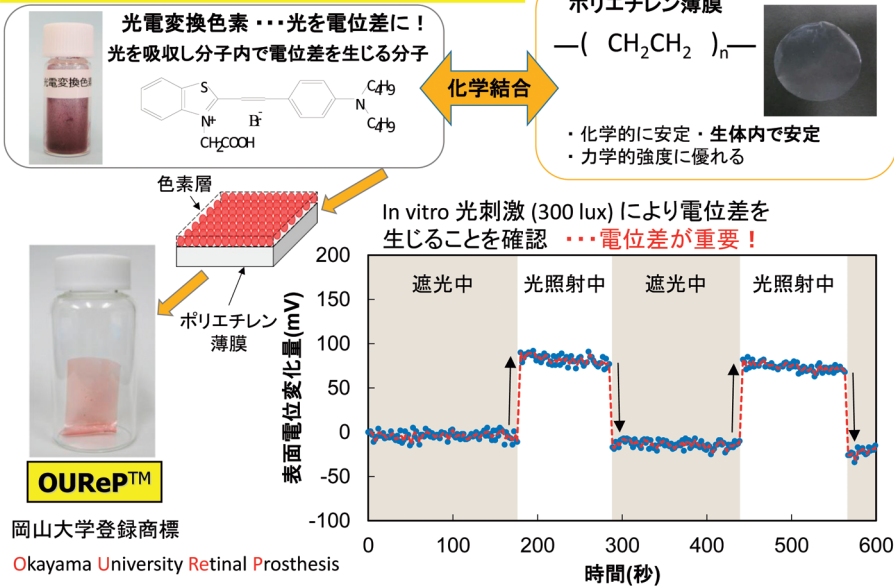 光電変換色素 ・・・光を電位差に！
光を吸収し分子内で電位差を生じる分子
光電変換色素
S
N+
CH2COOH
Br-
N
C4H9
C4H9
化学結合
ポリエチレン薄膜
―( CH2CH2 )n―
・化学的に安定・生体内で安定
・力学的強度に優れる
色素層
ポリエチレン
薄膜
OUReP™
岡山大学登録商標
Okayama University Retinal Prosthesis
In vitro 光刺激 (300 lux) により電位差を
生じることを確認 ・・・電位差が重要！
表面電位変化量(mV)
200
150
100
50
0
-50
-100
遮光中
光照射中
遮光中
光照射中
0
100
200
300
400
500
600
時間(秒)